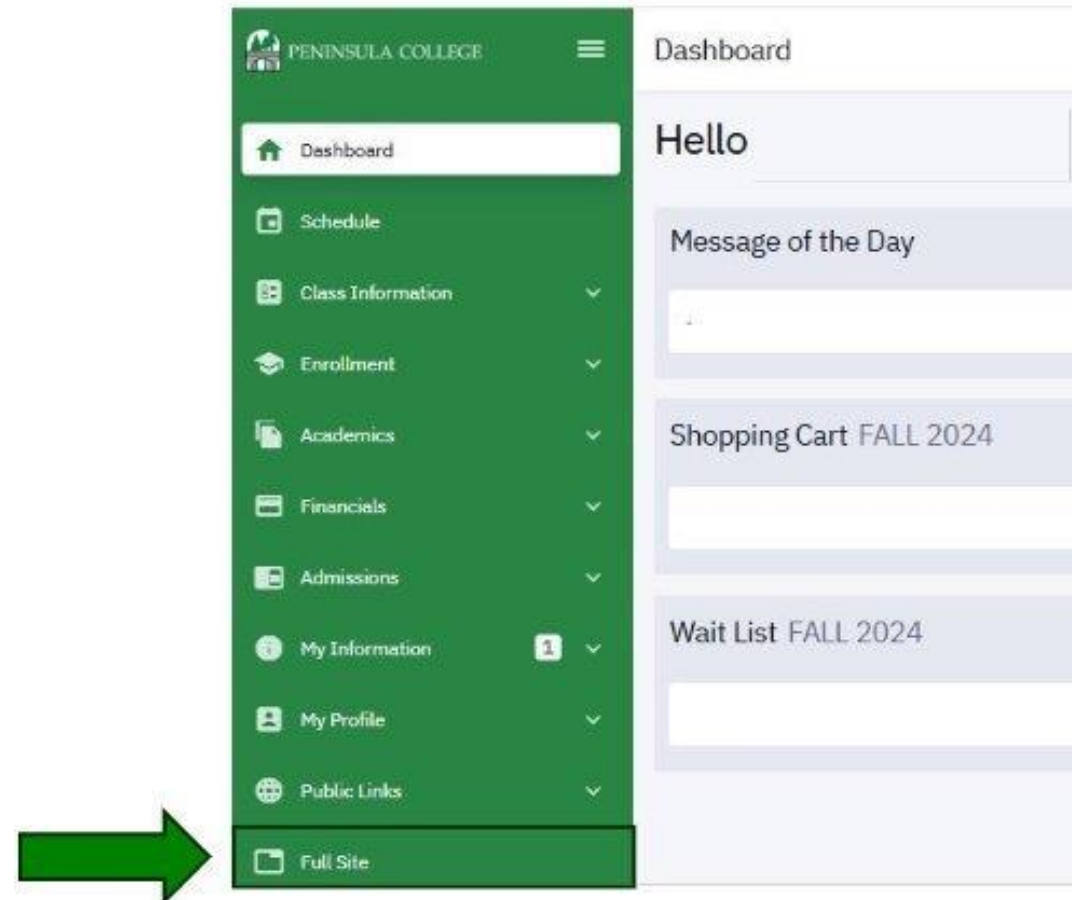 PENINSULA COLLEGE
Dashboard
Schedule
Class Information
Enrollment
Academics
Financials
Admissions
My Information 1
My Profile
Public Links
Full Site
Dashboard
Hello
Message of the Day
Shopping Cart FALL 2024
Wait List FALL 2024